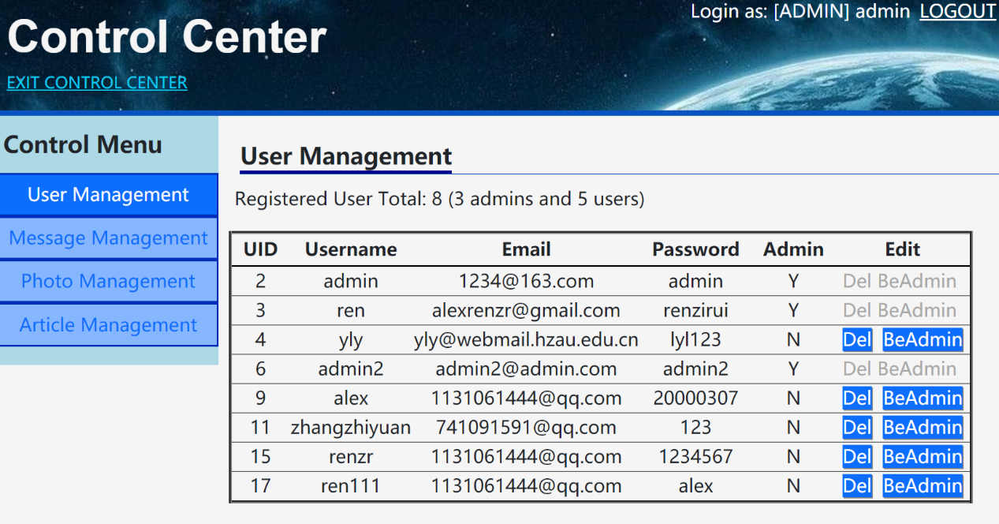 Login as: [ADMIN] admin LOGOUT
Control Center
EXIT CONTROL CENTER
Control Menu
User Management
Message Management
Photo Management
Article Management
User Management
Registered User Total: 8 (3 admins and 5 users)
UID Username Email Password Admin Edit
2 admin 1234@163.com admin Y Del BeAdmin
3 ren alexrenzr@gmail.com renzirui Y Del BeAdmin
4 yly yly@webmail.hzau.edu.cn lyl123 N Del BeAdmin
6 admin2 admin2@admin.com admin2 Y Del BeAdmin
9 alex 1131061444@qq.com 20000307 N Del BeAdmin
11 zhangzhiyuan 741091591@qq.com 123 N Del BeAdmin
15 renzr 1131061444@qq.com 1234567 N Del BeAdmin
17 ren111 1131061444@qq.com alex N Del BeAdmin